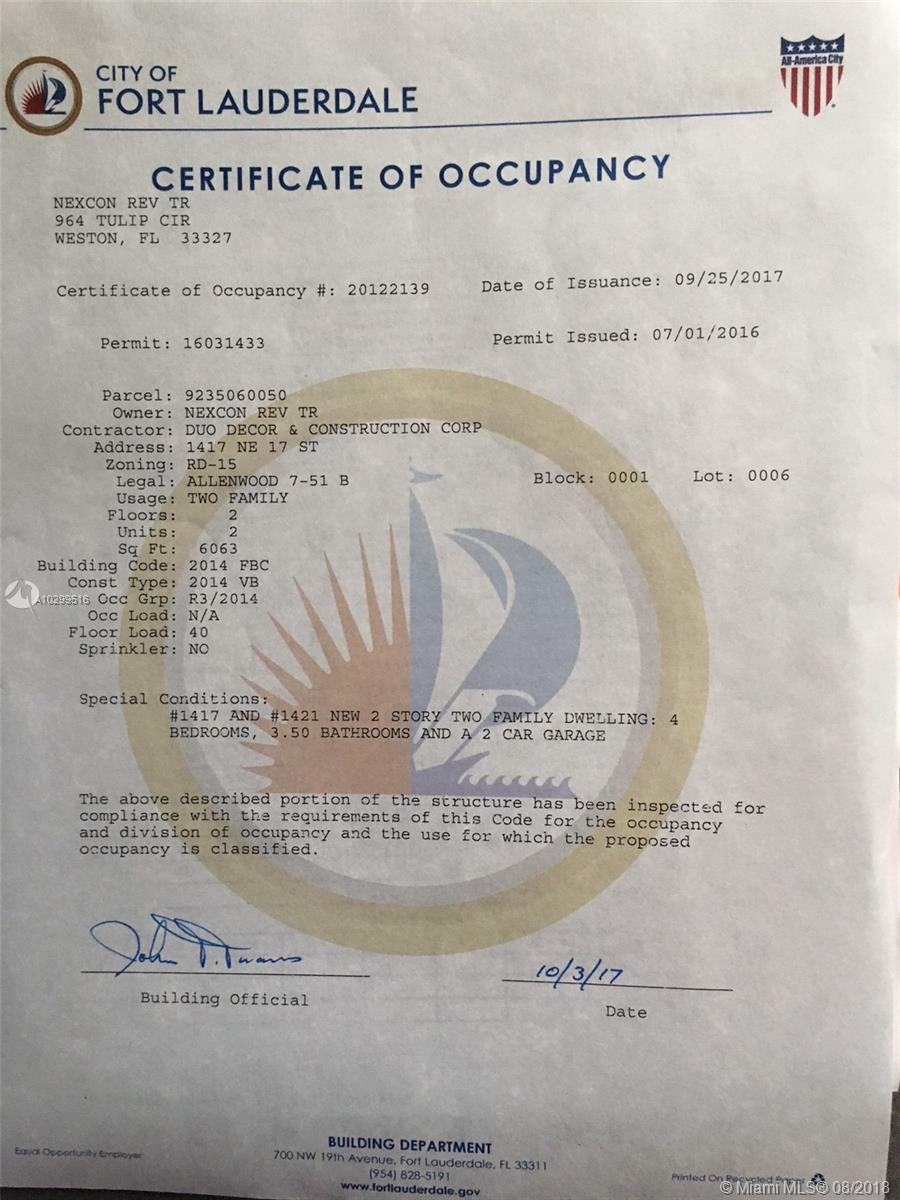 CITY OF
FORT LAUDERDALE
All-America City
CERTIFICATE OF OCCUPANCY
NEXCON REV TR
964 TULIP CIR
WESTON, FL 33327
Certificate of Occupancy #: 20122139 Date of Issuance: 09/25/2017
Permit: 16031433 Permit Issued: 07/01/2016
Parcel: 9235060050
Owner: NEXCON REV TR
Contractor: DUO DECOR & CONSTRUCTION CORP
Address: 1417 NE 17 ST
Zoning: RD-15
Legal: ALLENWOOD 7-51 B Block: 0001 Lot: 0006
Usage: TWO FAMILY
Floors: 2
Units: 2
Sq Ft: 6063
Building Code: 2014 FBC
Const Type: 2014 VB
A10299516
Occ Grp: R3/2014
Occ Load: N/A
Floor Load: 40
Sprinkler: NO
Special Conditions:
#1417 AND #1421 NEW 2 STORY TWO FAMILY DWELLING: 4
BEDROOMS, 3.50 BATHROOMS AND A 2 CAR GARAGE
The above described portion of the structure has been inspected for
compliance with the requirements of this Code for the occupancy
and division of occupancy and the use for which the proposed
occupancy is classified.
John 10/3/17
Building Official Date
BUILDING DEPARTMENT
Equal Opportunity Employer 700 NW 19th Avenue, Fort Lauderdale, FL 33311
(954) 828-5191 Printed On Recycled Paper
www.fortlauderdale.gov
© Miami MLS® 08/2018